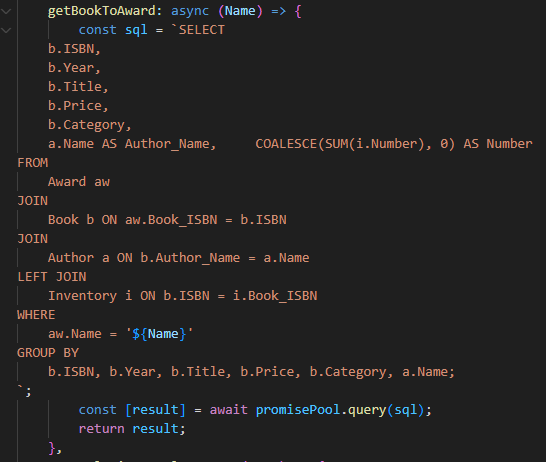 getBookToAward: async (Name) => {
const sql = `SELECT
b.ISBN,
b.Year,
b.Title,
b.Price,
b.Category,
a.Name AS Author_Name,     COALESCE(SUM(i.Number), 0) AS Number
FROM
Award aw
JOIN
Book b ON aw.Book_ISBN = b.ISBN
JOIN
Author a ON b.Author_Name = a.Name
LEFT JOIN
Inventory i ON b.ISBN = i.Book_ISBN
WHERE
aw.Name = '${Name}'
GROUP BY
b.ISBN, b.Year, b.Title, b.Price, b.Category, a.Name;
`;
const [result] = await promisePool.query(sql);
return result;
},